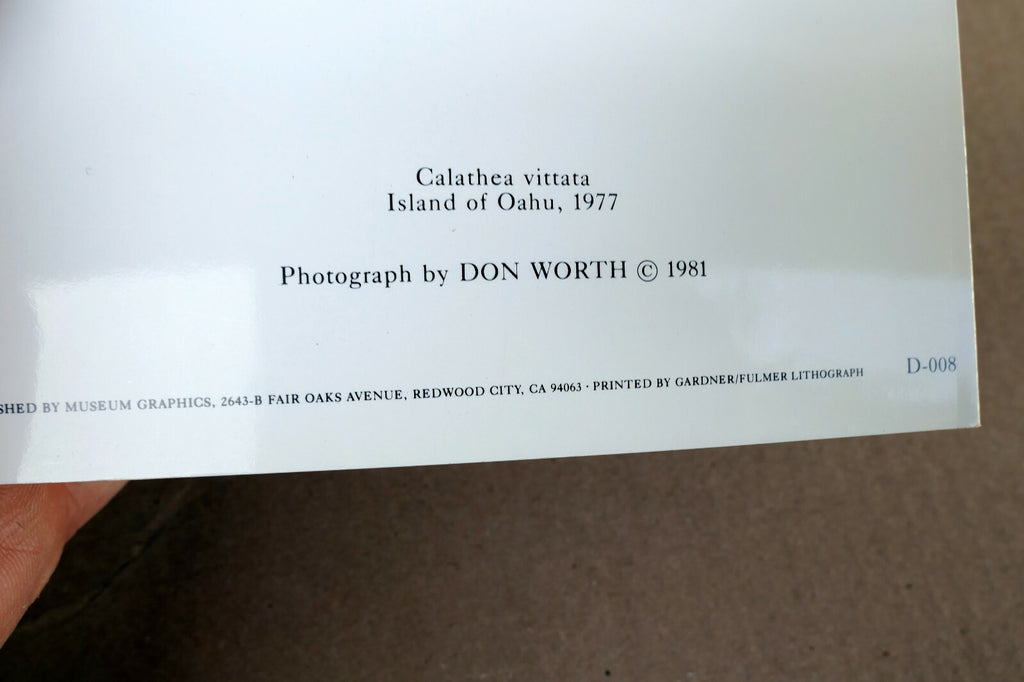 Calathea vittata
Island of Oahu, 1977
Photograph by DON WORTH © 1981
SHED BY MUSEUM GRAPHICS, 2643-B FAIR OAKS AVENUE, REDWOOD CITY, CA 94063 · PRINTED BY GARDNER/FULMER LITHOGRAPH
D-008